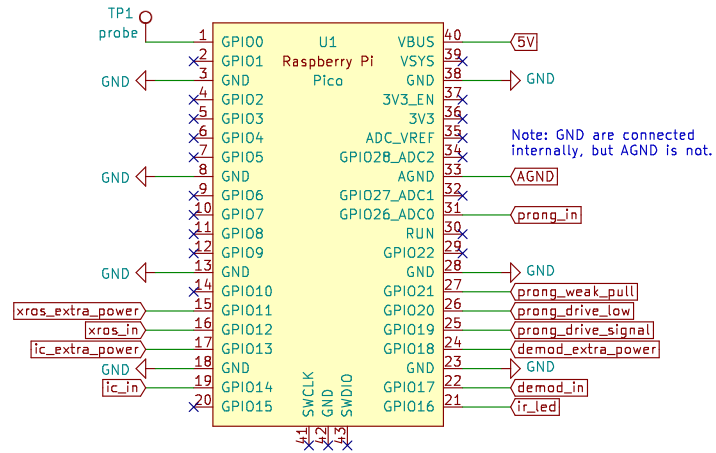 TP1
probe
U1
Raspberry Pi
Pico
1 GPIO0
2 GPIO1
GND 3 GND
4 GPIO2
5 GPIO3
6 GPIO4
7 GPIO5
GND 8 GND
9 GPIO6
10 GPIO7
11 GPIO8
12 GPIO9
GND 13 GND
14 GPIO10
xros_extra_power 15 GPIO11
xros_in 16 GPIO12
ic_extra_power 17 GPIO13
GND 18 GND
ic_in 19 GPIO14
20 GPIO15
VBUS 40 5V
VSYS 39
GND 38 GND
3V3_EN 37
3V3 36
ADC_VREF 35
GPIO28_ADC2 34
AGND 33 AGND
GPIO27_ADC1 32
GPIO26_ADC0 31 prong_in
RUN 30
GPIO22 29
GND 28 GND
GPIO21 27 prong_weak_pull
GPIO20 26 prong_drive_low
GPIO19 25 prong_drive_signal
GPIO18 24 demod_extra_power
GND 23 GND
GPIO17 22 demod_in
GPIO16 21 ir_led
SWCLK 41
GND 42
SWDIO 43
Note: GND are connected
internally, but AGND is not.